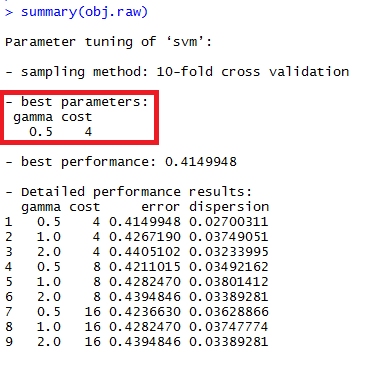 > summary(obj.raw)
Parameter tuning of ‘svm’:
- sampling method: 10-fold cross validation
- best parameters:
gamma cost
0.5 4
- best performance: 0.4149948
- Detailed performance results:
gamma cost error dispersion
1 0.5 4 0.4149948 0.02700311
2 1.0 4 0.4267190 0.03749051
3 2.0 4 0.4405102 0.03233995
4 0.5 8 0.4211015 0.03492162
5 1.0 8 0.4282470 0.03801412
6 2.0 8 0.4394846 0.03389281
7 0.5 16 0.4236630 0.03628866
8 1.0 16 0.4282470 0.03747774
9 2.0 16 0.4394846 0.03389281